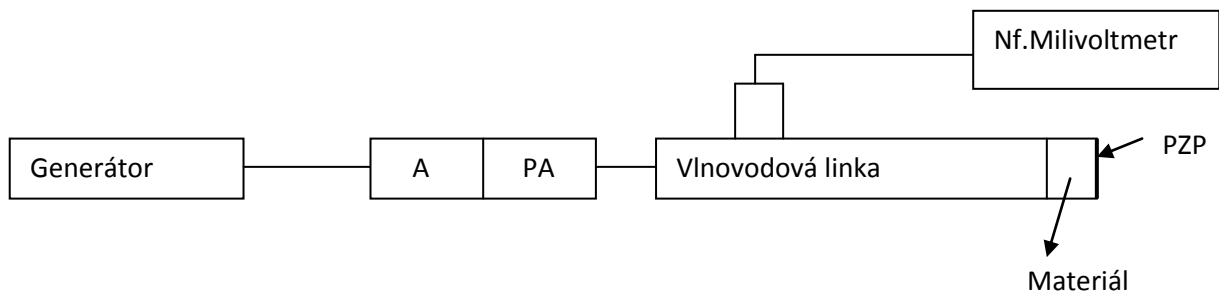 Nf.Milivoltmetr
Generátor
A
PA
Vlnovodová linka
PZP
Materiál